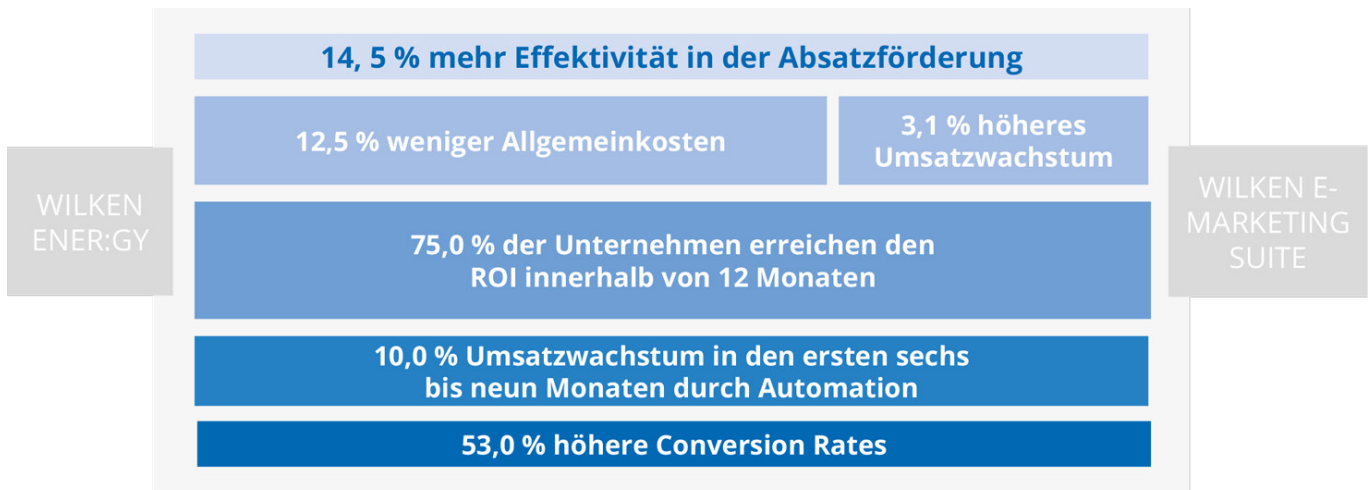 14, 5 % mehr Effektivität in der Absatzförderung
12,5 % weniger Allgemeinkosten
3,1 % höheres
Umsatzwachstum
WILKEN
ENER:GY
75,0 % der Unternehmen erreichen den
ROI innerhalb von 12 Monaten
WILKEN E-
MARKETING
SUITE
10,0 % Umsatzwachstum in den ersten sechs
bis neun Monaten durch Automation
53,0 % höhere Conversion Rates